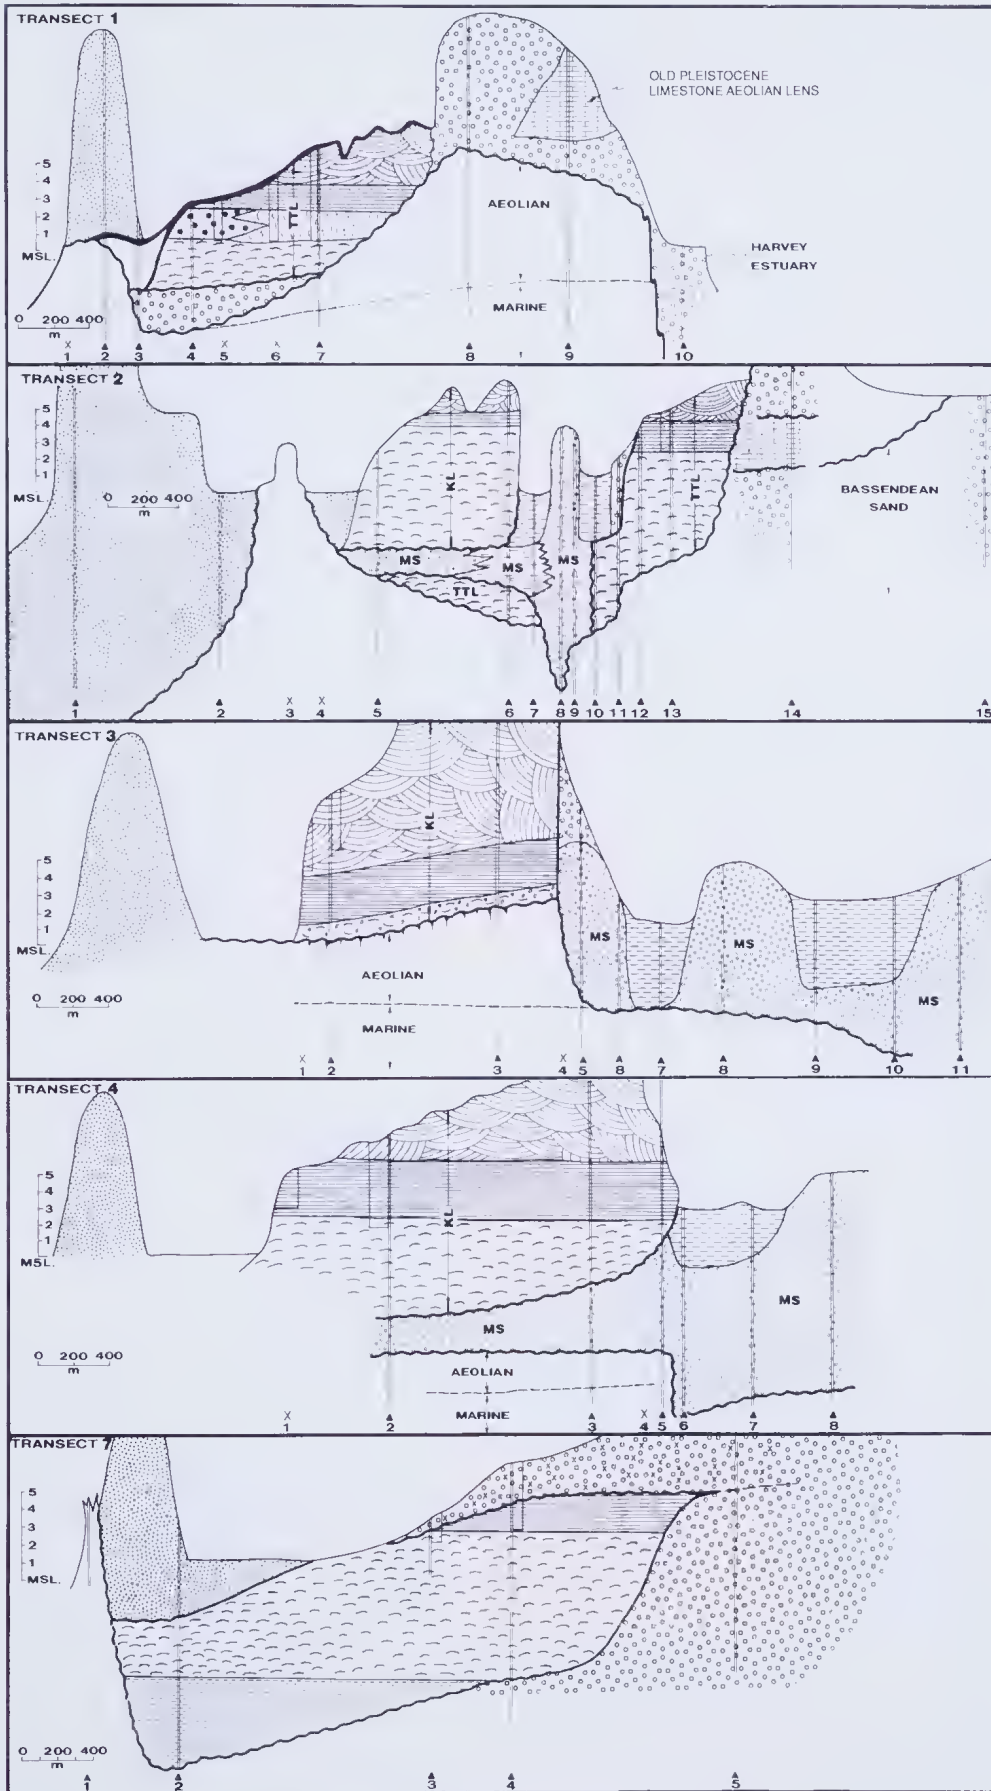 TRANSECT 1
OLD PLEISTOCENE
LIMESTONE AEOLIAN LENS
5
4
3
2
1
MSL.
TTL
AEOLIAN
MARINE
HARVEY
ESTUARY
0 200 400
m
x x x
1 2 3 4 5 6 7 8 9 10
TRANSECT 2
5
4
3
2
1
MSL.
0 200 400
m
KL
MS
MS
MS
TTL
TTL
BASSENDEAN
SAND
x x
1 2 3 4 5 6 7 8 9 10 11 12 13 14 15
TRANSECT 3
5
4
3
2
1
MSL.
0 200 400
m
KL
AEOLIAN
MARINE
MS
MS
MS
x x
1 2 3 4 5 8 7 8 9 10 11
TRANSECT 4
5
4
3
2
1
MSL.
0 200 400
m
KL
MS
AEOLIAN
MARINE
MS
x x
1 2 3 4 5 6 7 8
TRANSECT 7
5
4
3
2
1
MSL.
0 200 400
m
1 2 3 4 5